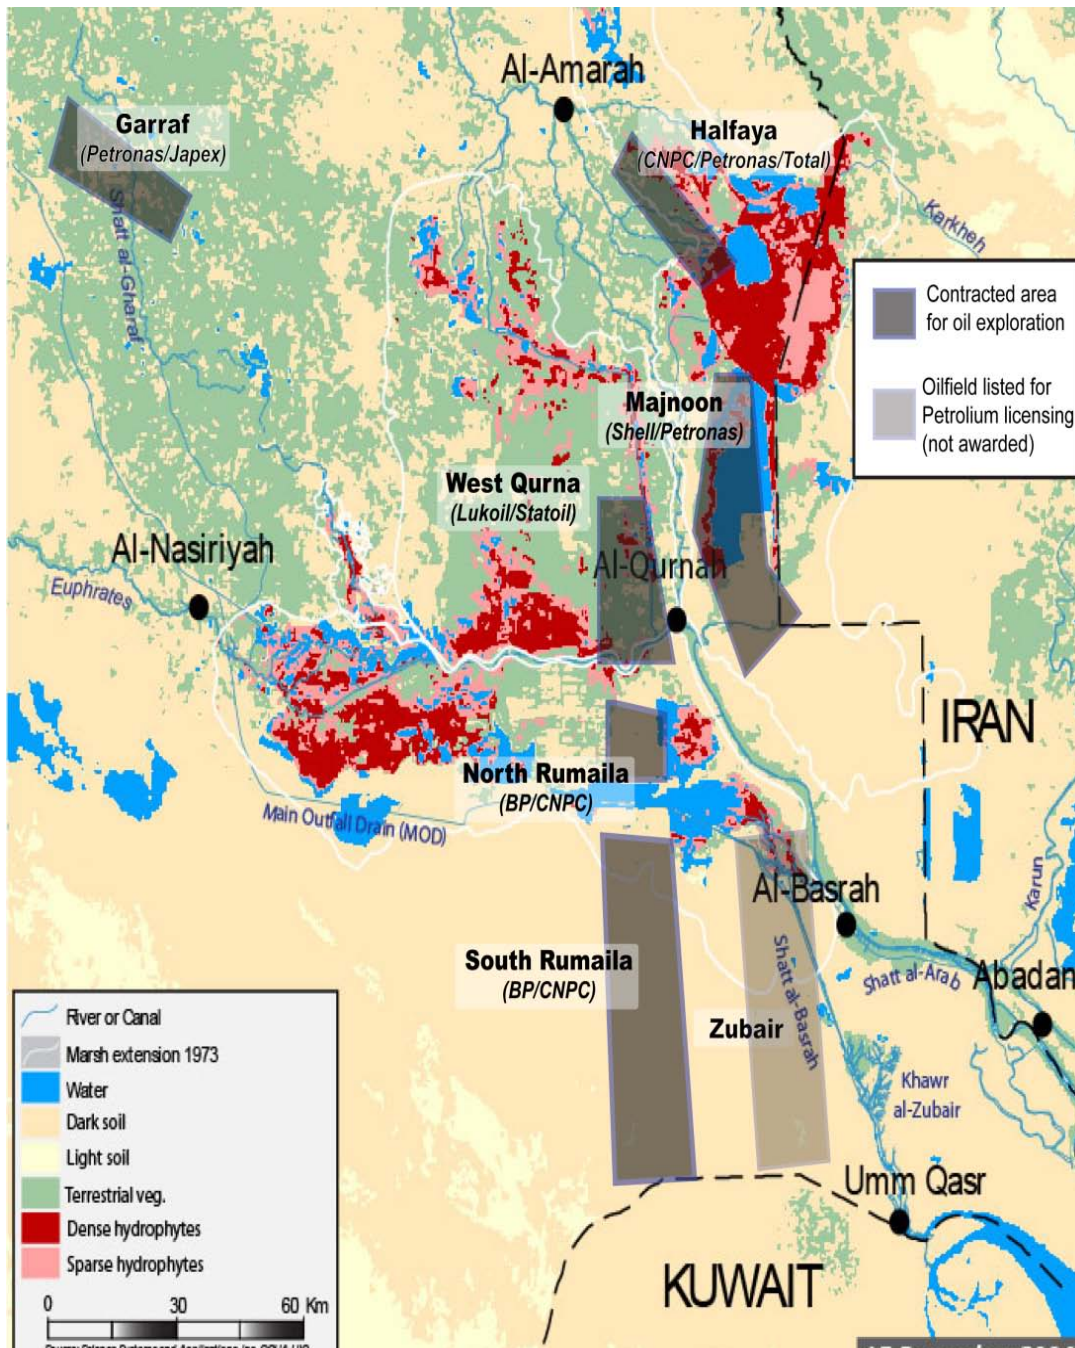 Al-Amarah
Garraf
(Petronas/Japex)
Halfaya
(CNPC/Petronas/Total)
Shatt al-Gharaf
Karkheh
Contracted area
for oil exploration
Oilfield listed for
Petrolium licensing
(not awarded)
Majnoon
(Shell/Petronas)
West Qurna
(Lukoil/Statoil)
Al-Nasiriyah
Al-Qurnah
Euphrates
IRAN
North Rumaila
(BP/CNPC)
Main Outfall Drain (MOD)
Al-Basrah
Karun
South Rumaila
(BP/CNPC)
Shatt al-Basrah
Shatt al-Arab
Abadan
Zubair
Khawr
al-Zubair
Umm Qasr
KUWAIT
River or Canal
Marsh extension 1973
Water
Dark soil
Light soil
Terrestrial veg.
Dense hydrophytes
Sparse hydrophytes
0 30 60 Km